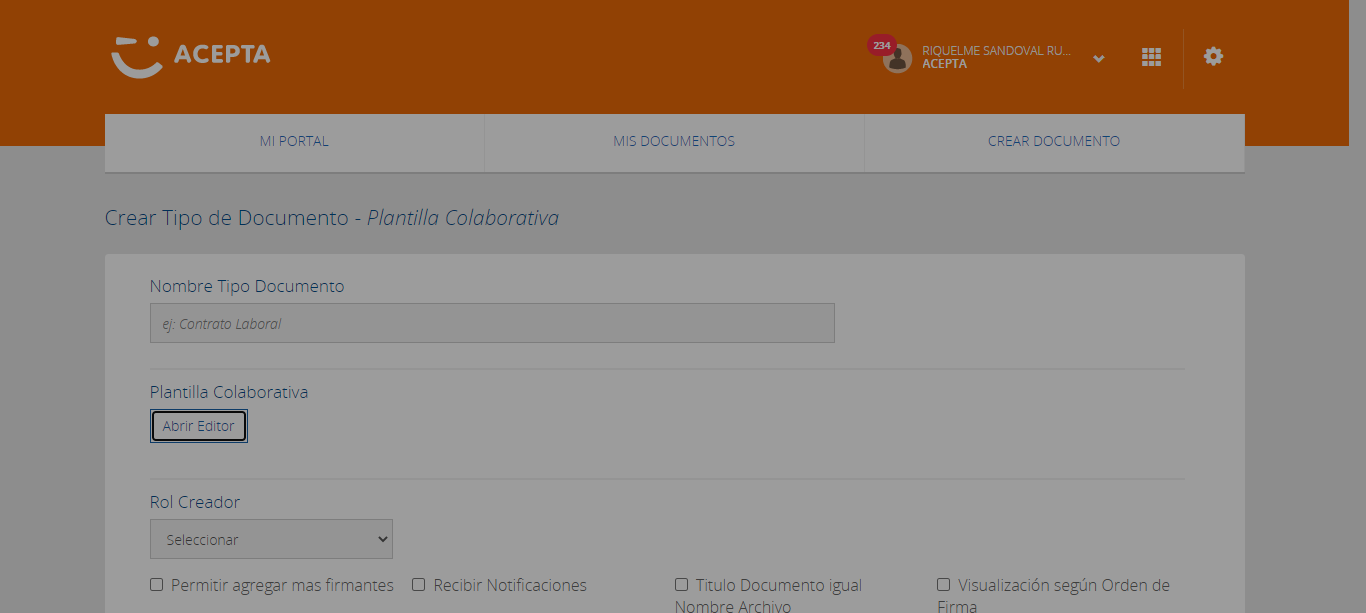 ACEPTA
234
RIQUELME SANDOVAL RU...
ACEPTA
MI PORTAL
MIS DOCUMENTOS
CREAR DOCUMENTO
Crear Tipo de Documento - Plantilla Colaborativa
Nombre Tipo Documento
ej: Contrato Laboral
Plantilla Colaborativa
Abrir Editor
Rol Creador
Seleccionar
Permitir agregar mas firmantes
Recibir Notificaciones
Titulo Documento igual
Nombre Archivo
Visualización según Orden de
Firma